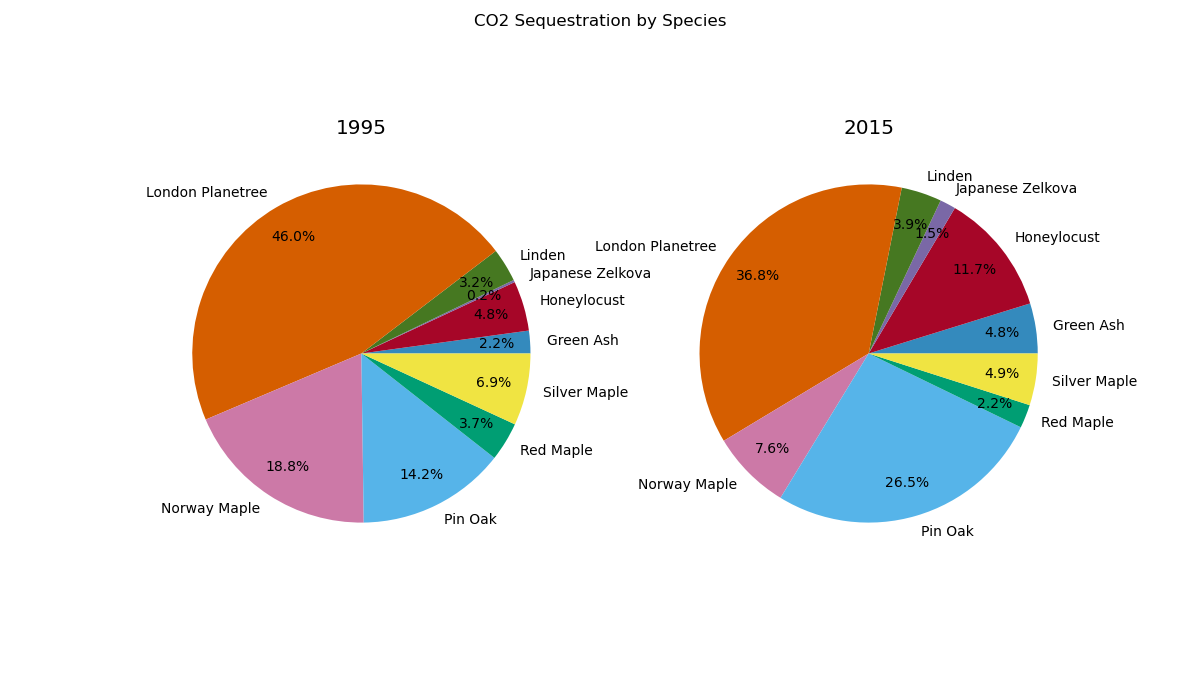 CO2 Sequestration by Species
1995
London Planetree
46.0%
Linden
3.2%
Japanese Zelkova
0.2%
Honeylocust
4.8%
Green Ash
2.2%
Silver Maple
6.9%
Red Maple
3.7%
Pin Oak
14.2%
Norway Maple
18.8%
2015
Linden
3.9%
Japanese Zelkova
1.5%
Honeylocust
11.7%
London Planetree
36.8%
Green Ash
4.8%
Silver Maple
4.9%
Red Maple
2.2%
Norway Maple
7.6%
Pin Oak
26.5%